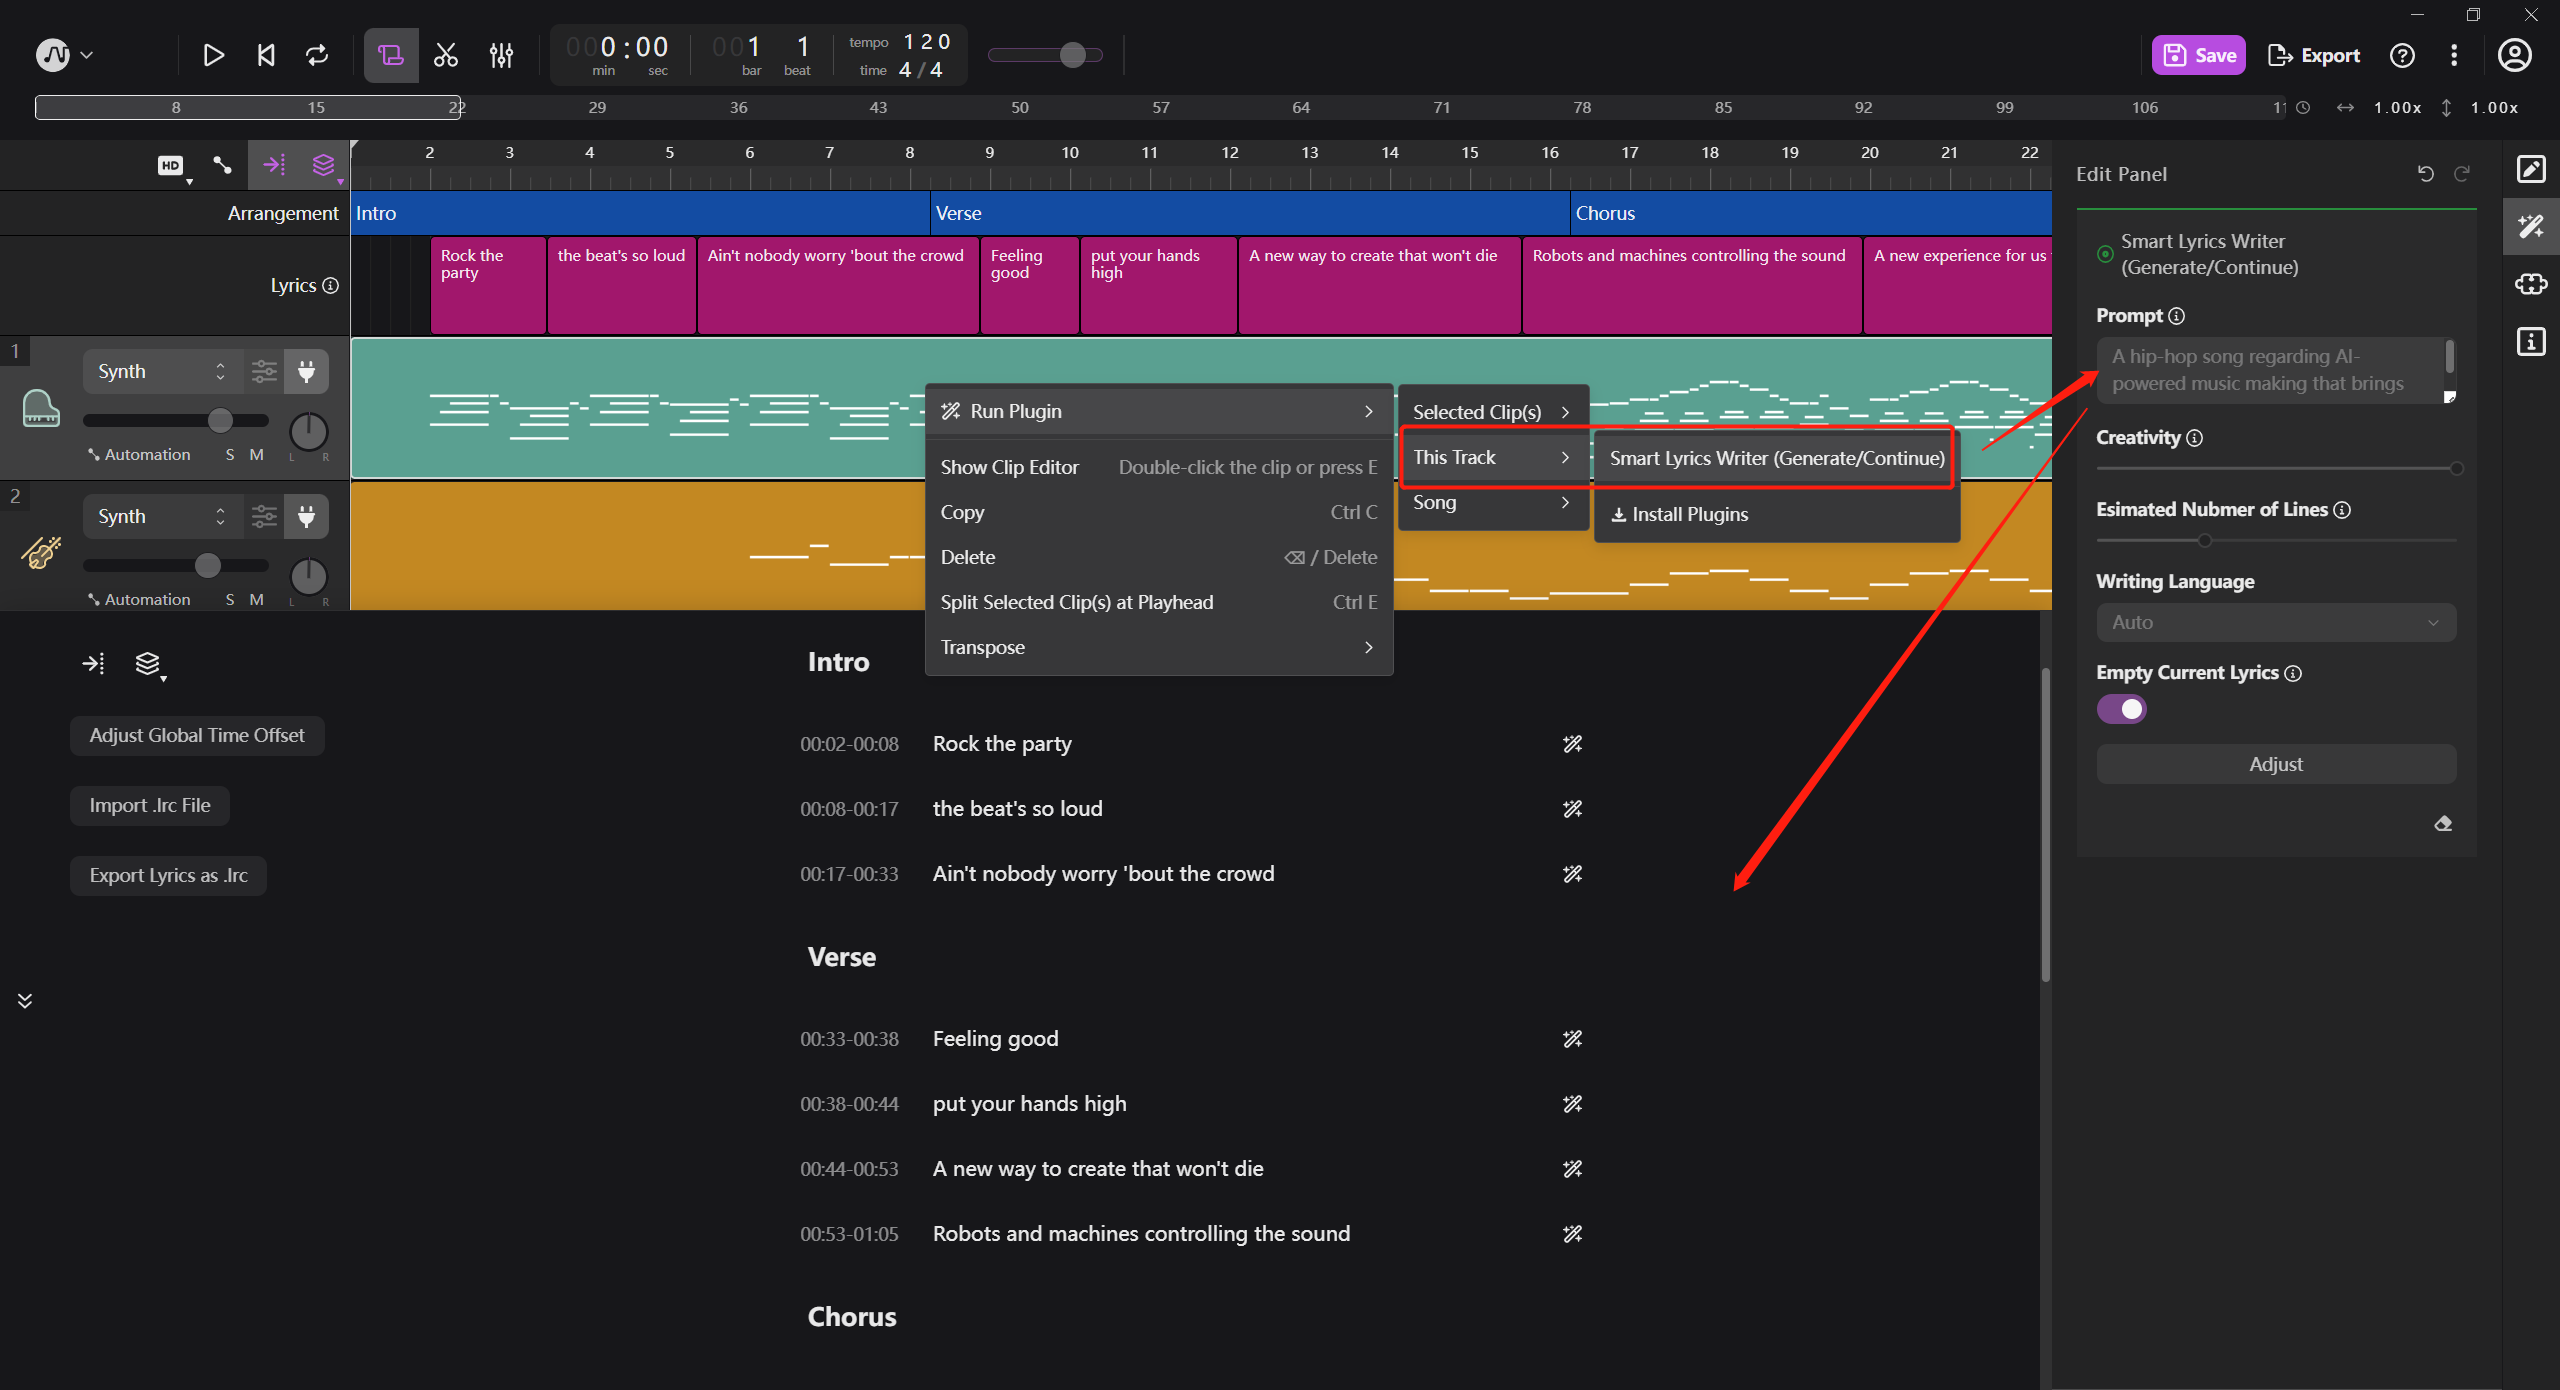 000:00
min sec
001 1
bar beat
tempo 120
time 4/4
Save
Export
8 15 22 29 36 43 50 57 64 71 78 85 92 99 106
1.00x 1.00x
HD
2 3 4 5 6 7 8 9 10 11 12 13 14 15 16 17 18 19 20 21 22
Arrangement
Intro
Verse
Chorus
Lyrics
Rock the
party
the beat's so loud
Ain't nobody worry 'bout the crowd
Feeling
good
put your hands
high
A new way to create that won't die
Robots and machines controlling the sound
A new experience for us
1
Synth
Automation S M
L R
2
Synth
Automation S M
L R
Run Plugin
Show Clip Editor Double-click the clip or press E
Copy Ctrl C
Delete ⌫ / Delete
Split Selected Clip(s) at Playhead Ctrl E
Transpose
Selected Clip(s)
This Track
Song
Smart Lyrics Writer (Generate/Continue)
Install Plugins
Adjust Global Time Offset
Import .lrc File
Export Lyrics as .lrc
Intro
00:02-00:08 Rock the party
00:08-00:17 the beat's so loud
00:17-00:33 Ain't nobody worry 'bout the crowd
Verse
00:33-00:38 Feeling good
00:38-00:44 put your hands high
00:44-00:53 A new way to create that won't die
00:53-01:05 Robots and machines controlling the sound
Chorus
Edit Panel
Smart Lyrics Writer
(Generate/Continue)
Prompt
A hip-hop song regarding AI-
powered music making that brings
Creativity
Esimated Nubmer of Lines
Writing Language
Auto
Empty Current Lyrics
Adjust